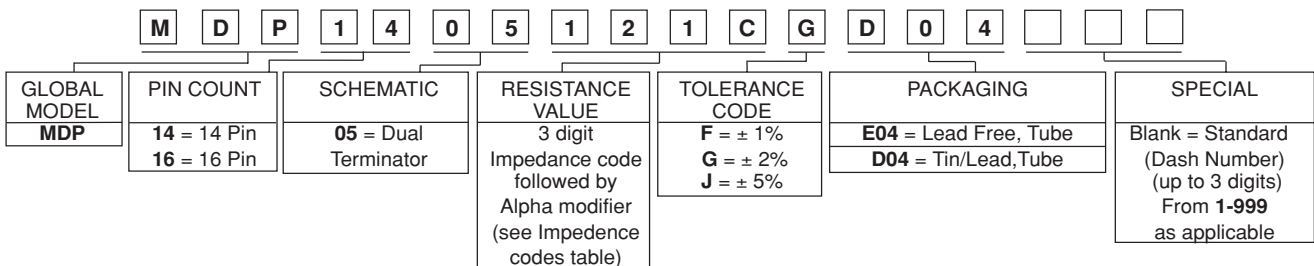 M D P 1 4 0 5 1 2 1 C G D 0 4
GLOBAL
MODEL
MDP
PIN COUNT
14 = 14 Pin
16 = 16 Pin
SCHEMATIC
05 = Dual
Terminator
RESISTANCE
VALUE
3 digit
Impedance code
followed by
Alpha modifier
(see Impedence
codes table)
TOLERANCE
CODE
F = ± 1%
G = ± 2%
J = ± 5%
PACKAGING
E04 = Lead Free, Tube
D04 = Tin/Lead,Tube
SPECIAL
Blank = Standard
(Dash Number)
(up to 3 digits)
From 1-999
as applicable